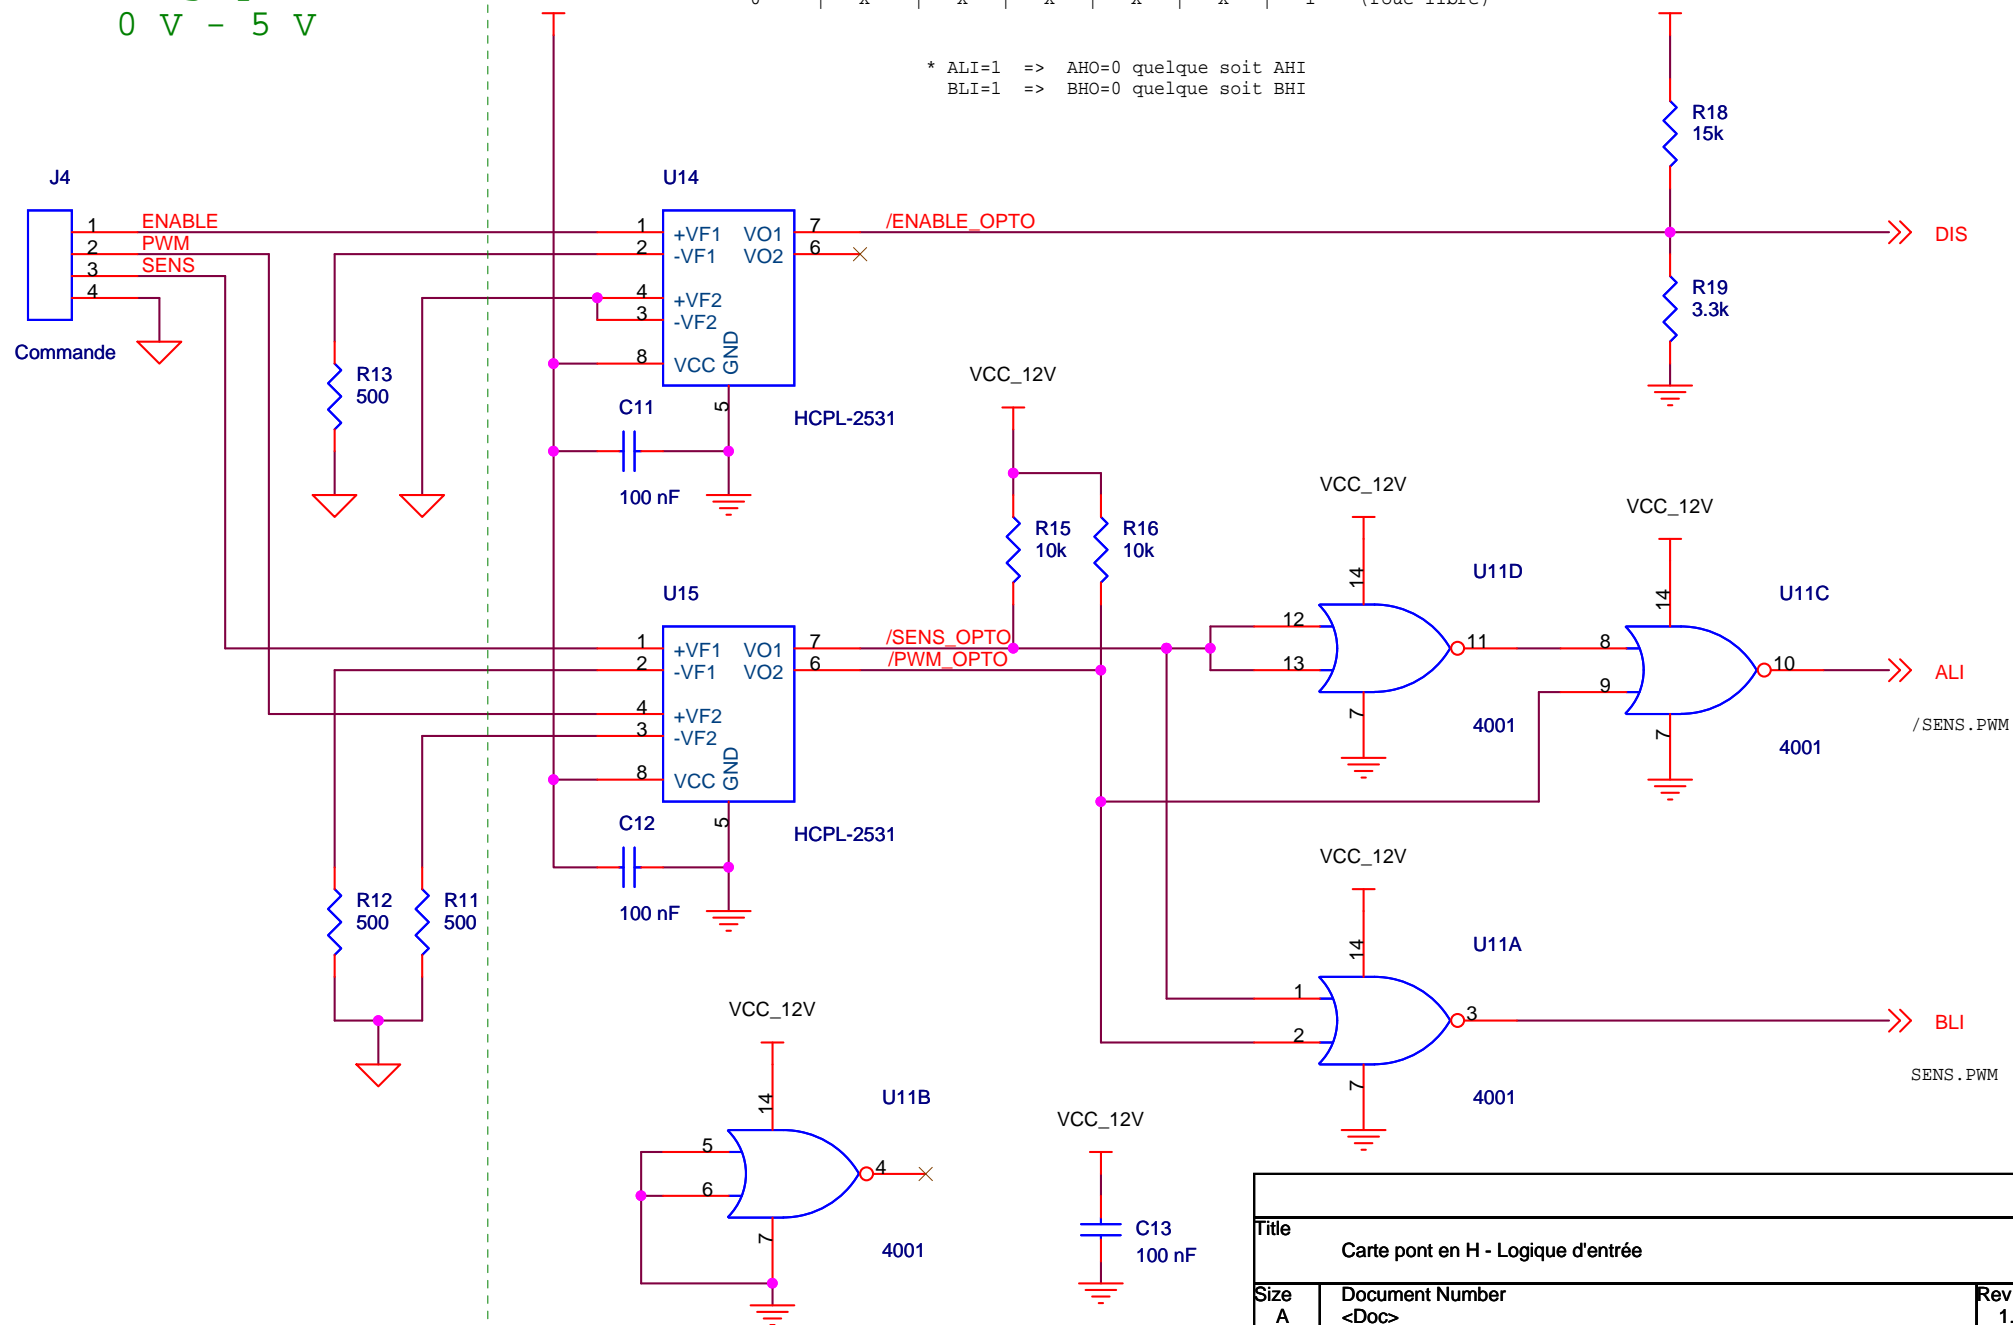 0 V - 5 V
0 | X | X | X | X | X | 1 (roue libre)
* ALI=1 => AHO=0 quelque soit AHI
BLI=1 => BHO=0 quelque soit BHI
R18
15k
J4
U14
1 ENABLE
2 PWM
3 SENS
4
Commande
1 +VF1 VO1 7 /ENABLE_OPTO
2 -VF1 VO2 6
4 +VF2
3 -VF2
8 VCC GND
5
DIS
R19
3.3k
R13
500
C11
100 nF
HCPL-2531
VCC_12V
R15
10k
R16
10k
VCC_12V
14
U11D
12
13
11
7
4001
VCC_12V
14
U11C
8
9
10
7
4001
ALI
/SENS.PWM
U15
1 +VF1 VO1 7 /SENS_OPTO
2 -VF1 VO2 6 /PWM_OPTO
4 +VF2
3 -VF2
8 VCC GND
5
C12
100 nF
HCPL-2531
R12
500
R11
500
VCC_12V
14
U11A
1
2
3
7
4001
BLI
SENS.PWM
VCC_12V
14
U11B
5
6
4
7
4001
VCC_12V
C13
100 nF
Title
Carte pont en H - Logique d'entrée
Size
A
Document Number
<Doc>
Rev